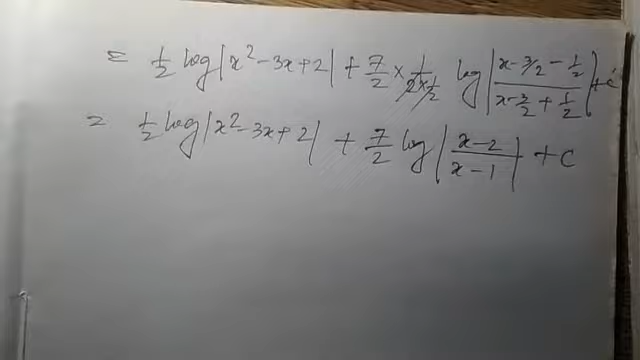 = 1/2 log|x² - 3x + 2| + 7/2 × 1/(2×1/2) log|(x - 3/2 - 1/2)/(x - 3/2 + 1/2)| + c
= 1/2 log|x² - 3x + 2| + 7/2 log|(x - 2)/(x - 1)| + C